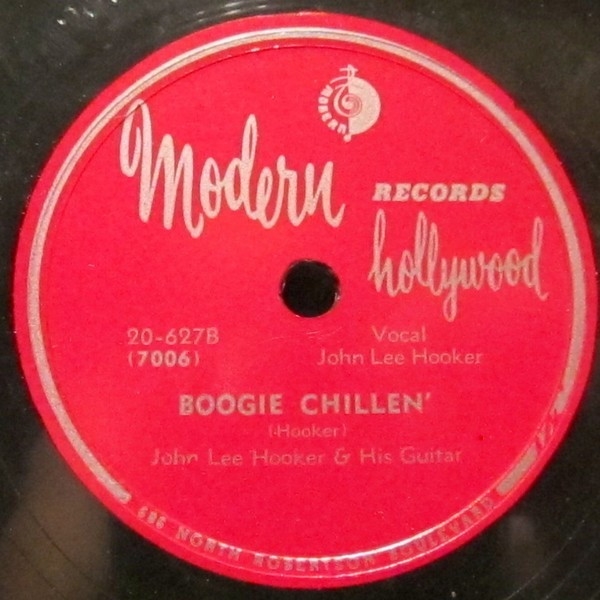 MODERN
Modern
RECORDS
hollywood
20-627B
(7006)
Vocal
John Lee Hooker
BOOGIE CHILLEN'
(Hooker)
John Lee Hooker & His Guitar
686 NORTH ROBERTSON BOULEVARD